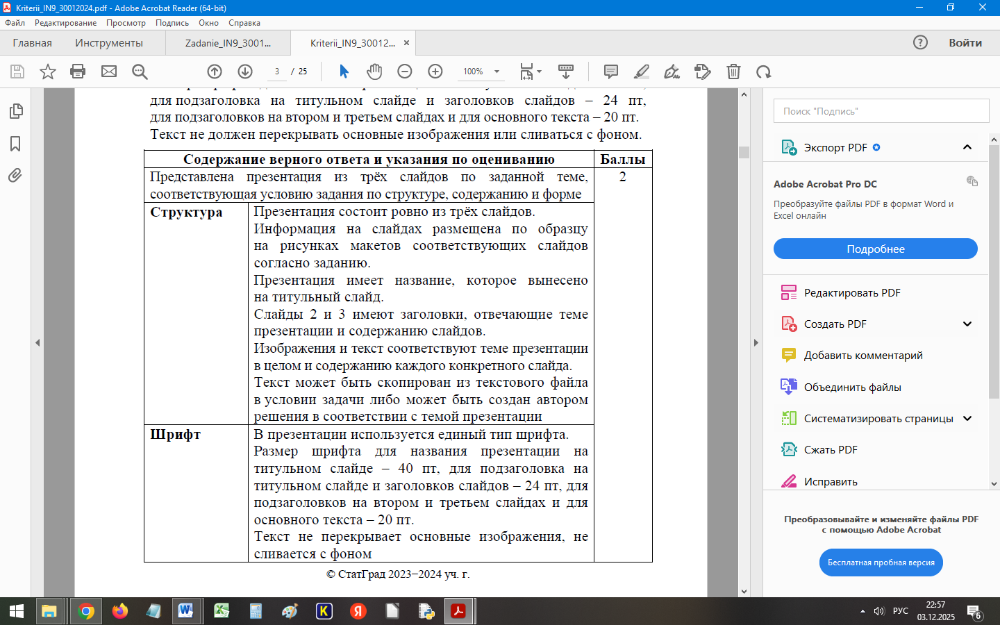 Kriterii_IN9_30012024.pdf - Adobe Acrobat Reader (64-bit)
Файл Редактирование Просмотр Подпись Окно Справка
Главная Инструменты Zadanie_IN9_3001... Kriterii_IN9_30012... × Войти
3 / 25 100%
для подзаголовка на титульном слайде и заголовков слайдов – 24 пт,
для подзаголовков на втором и третьем слайдах и для основного текста – 20 пт.
Текст не должен перекрывать основные изображения или сливаться с фоном.
Содержание верного ответа и указания по оцениванию Баллы
Представлена презентация из трёх слайдов по заданной теме, 2
соответствующая условию задания по структуре, содержанию и форме
Структура Презентация состоит ровно из трёх слайдов.
Информация на слайдах размещена по образцу
на рисунках макетов соответствующих слайдов
согласно заданию.
Презентация имеет название, которое вынесено
на титульный слайд.
Слайды 2 и 3 имеют заголовки, отвечающие теме
презентации и содержанию слайдов.
Изображения и текст соответствуют теме презентации
в целом и содержанию каждого конкретного слайда.
Текст может быть скопирован из текстового файла
в условии задачи либо может быть создан автором
решения в соответствии с темой презентации
Шрифт В презентации используется единый тип шрифта.
Размер шрифта для названия презентации на
титульном слайде – 40 пт, для подзаголовка на
титульном слайде и заголовков слайдов – 24 пт, для
подзаголовков на втором и третьем слайдах и для
основного текста – 20 пт.
Текст не перекрывает основные изображения, не
сливается с фоном
© СтатГрад 2023−2024 уч. г.
Поиск "Подпись"
Экспорт PDF
Adobe Acrobat Pro DC
Преобразуйте файлы PDF в формат Word и
Excel онлайн
Подробнее
Редактировать PDF
Создать PDF
Добавить комментарий
Объединить файлы
Систематизировать страницы
Сжать PDF
Исправить
Преобразовывайте и изменяйте файлы PDF
с помощью Adobe Acrobat
Бесплатная пробная версия
РУС
22:57
03.12.2025
6